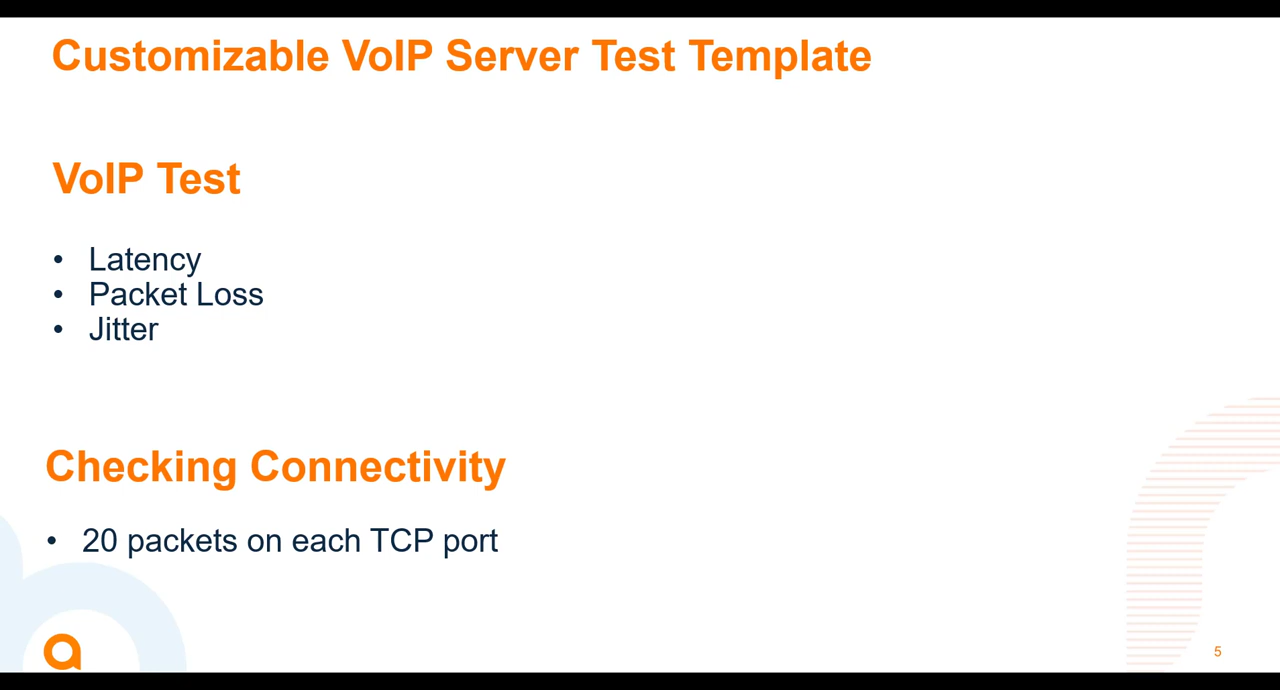 Customizable VoIP Server Test Template
VoIP Test
• Latency
• Packet Loss
• Jitter
Checking Connectivity
• 20 packets on each TCP port
5